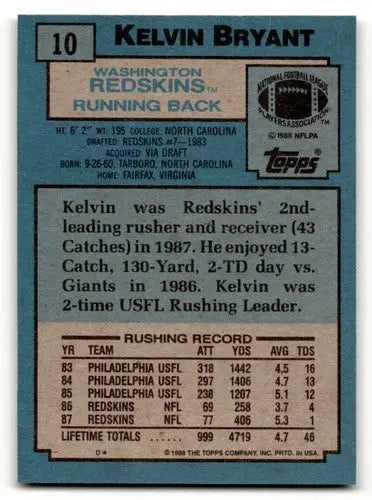 10
KELVIN BRYANT
WASHINGTON
REDSKINS™
RUNNING BACK
NATIONAL FOOTBALL LEAGUE
PLAYERS ASSOCIATION
© 1988 NFLPA
Topps
HT. 6' 2" WT. 195 COLLEGE: NORTH CAROLINA
DRAFTED: REDSKINS #7—1983
ACQUIRED: VIA DRAFT
BORN: 9-26-60, TARBORO, NORTH CAROLINA
HOME: FAIRFAX, VIRGINIA
Kelvin was Redskins' 2nd-
leading rusher and receiver (43
Catches) in 1987. He enjoyed 13-
Catch, 130-Yard, 2-TD day vs.
Giants in 1986. Kelvin was
2-time USFL Rushing Leader.
RUSHING RECORD
YR TEAM ATT YDS AVG TDS
83 PHILADELPHIA USFL 318 1442 4.5 16
84 PHILADELPHIA USFL 297 1406 4.7 13
85 PHILADELPHIA USFL 238 1207 5.1 12
86 REDSKINS NFL 69 258 3.7 4
87 REDSKINS NFL 77 406 5.3 1
LIFETIME TOTALS ..... 999 4719 4.7 46
D* © 1988 THE TOPPS COMPANY, INC. PRTD. IN U.S.A.